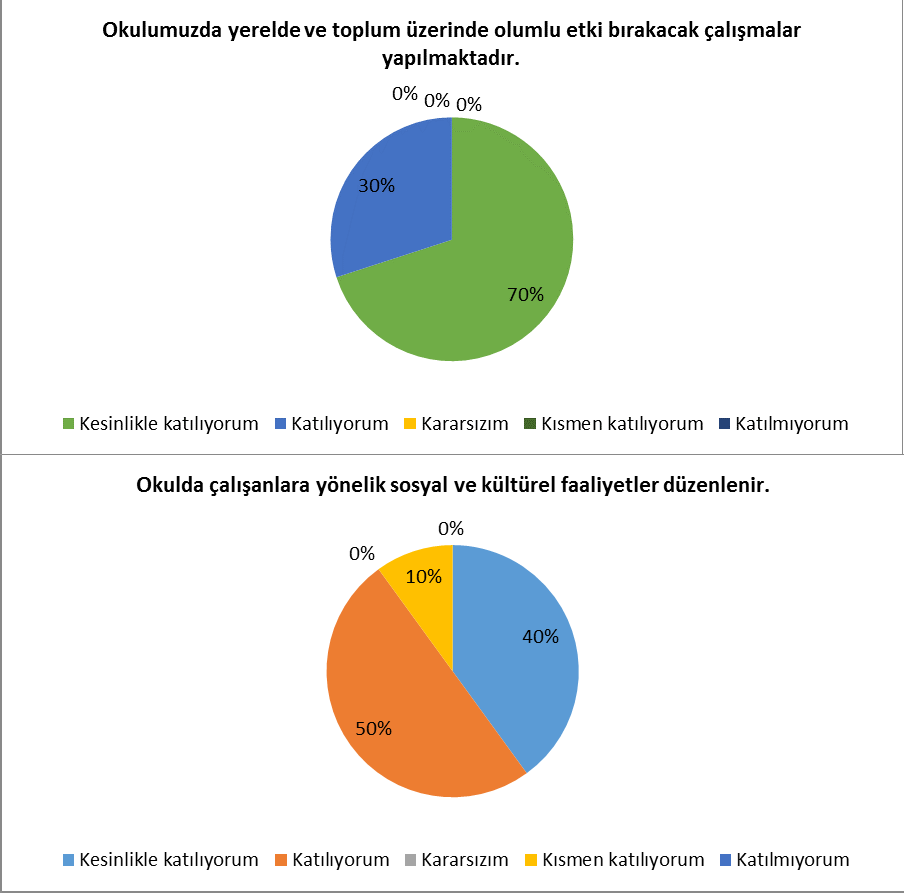 Okulumuzda yerelde ve toplum üzerinde olumlu etki bırakacak çalışmalar
yapılmaktadır.
0% 0% 0%
30%
70%
Kesinlikle katılıyorum Katılıyorum Kararsızım Kısmen katılıyorum Katılmıyorum
Okulda çalışanlara yönelik sosyal ve kültürel faaliyetler düzenlenir.
0%
0%
10%
40%
50%
Kesinlikle katılıyorum Katılıyorum Kararsızım Kısmen katılıyorum Katılmıyorum